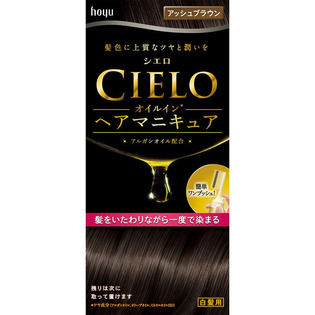 hoyu
アッシュブラウン
髪色に上質なツヤと潤いを
シエロ
CIELO
オイルイン*
ヘアマニキュア
アルガンオイル配合
簡単
ワンプッシュ!
髪をいたわりながら一度で染まる
残りは次に
取って置けます
白髪用